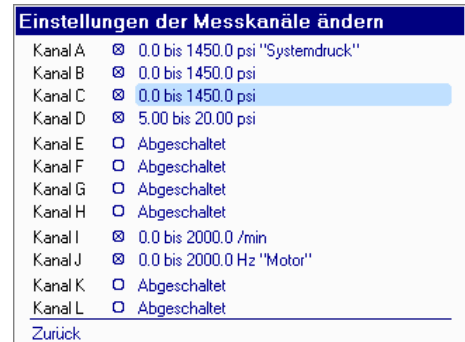 Einstellungen der Messkanäle ändern
Kanal A 0.0 bis 1450.0 psi "Systemdruck"
Kanal B 0.0 bis 1450.0 psi
Kanal C 0.0 bis 1450.0 psi
Kanal D 5.00 bis 20.00 psi
Kanal E Abgeschaltet
Kanal F Abgeschaltet
Kanal G Abgeschaltet
Kanal H Abgeschaltet
Kanal I 0.0 bis 2000.0 /min
Kanal J 0.0 bis 2000.0 Hz "Motor"
Kanal K Abgeschaltet
Kanal L Abgeschaltet
Zurück